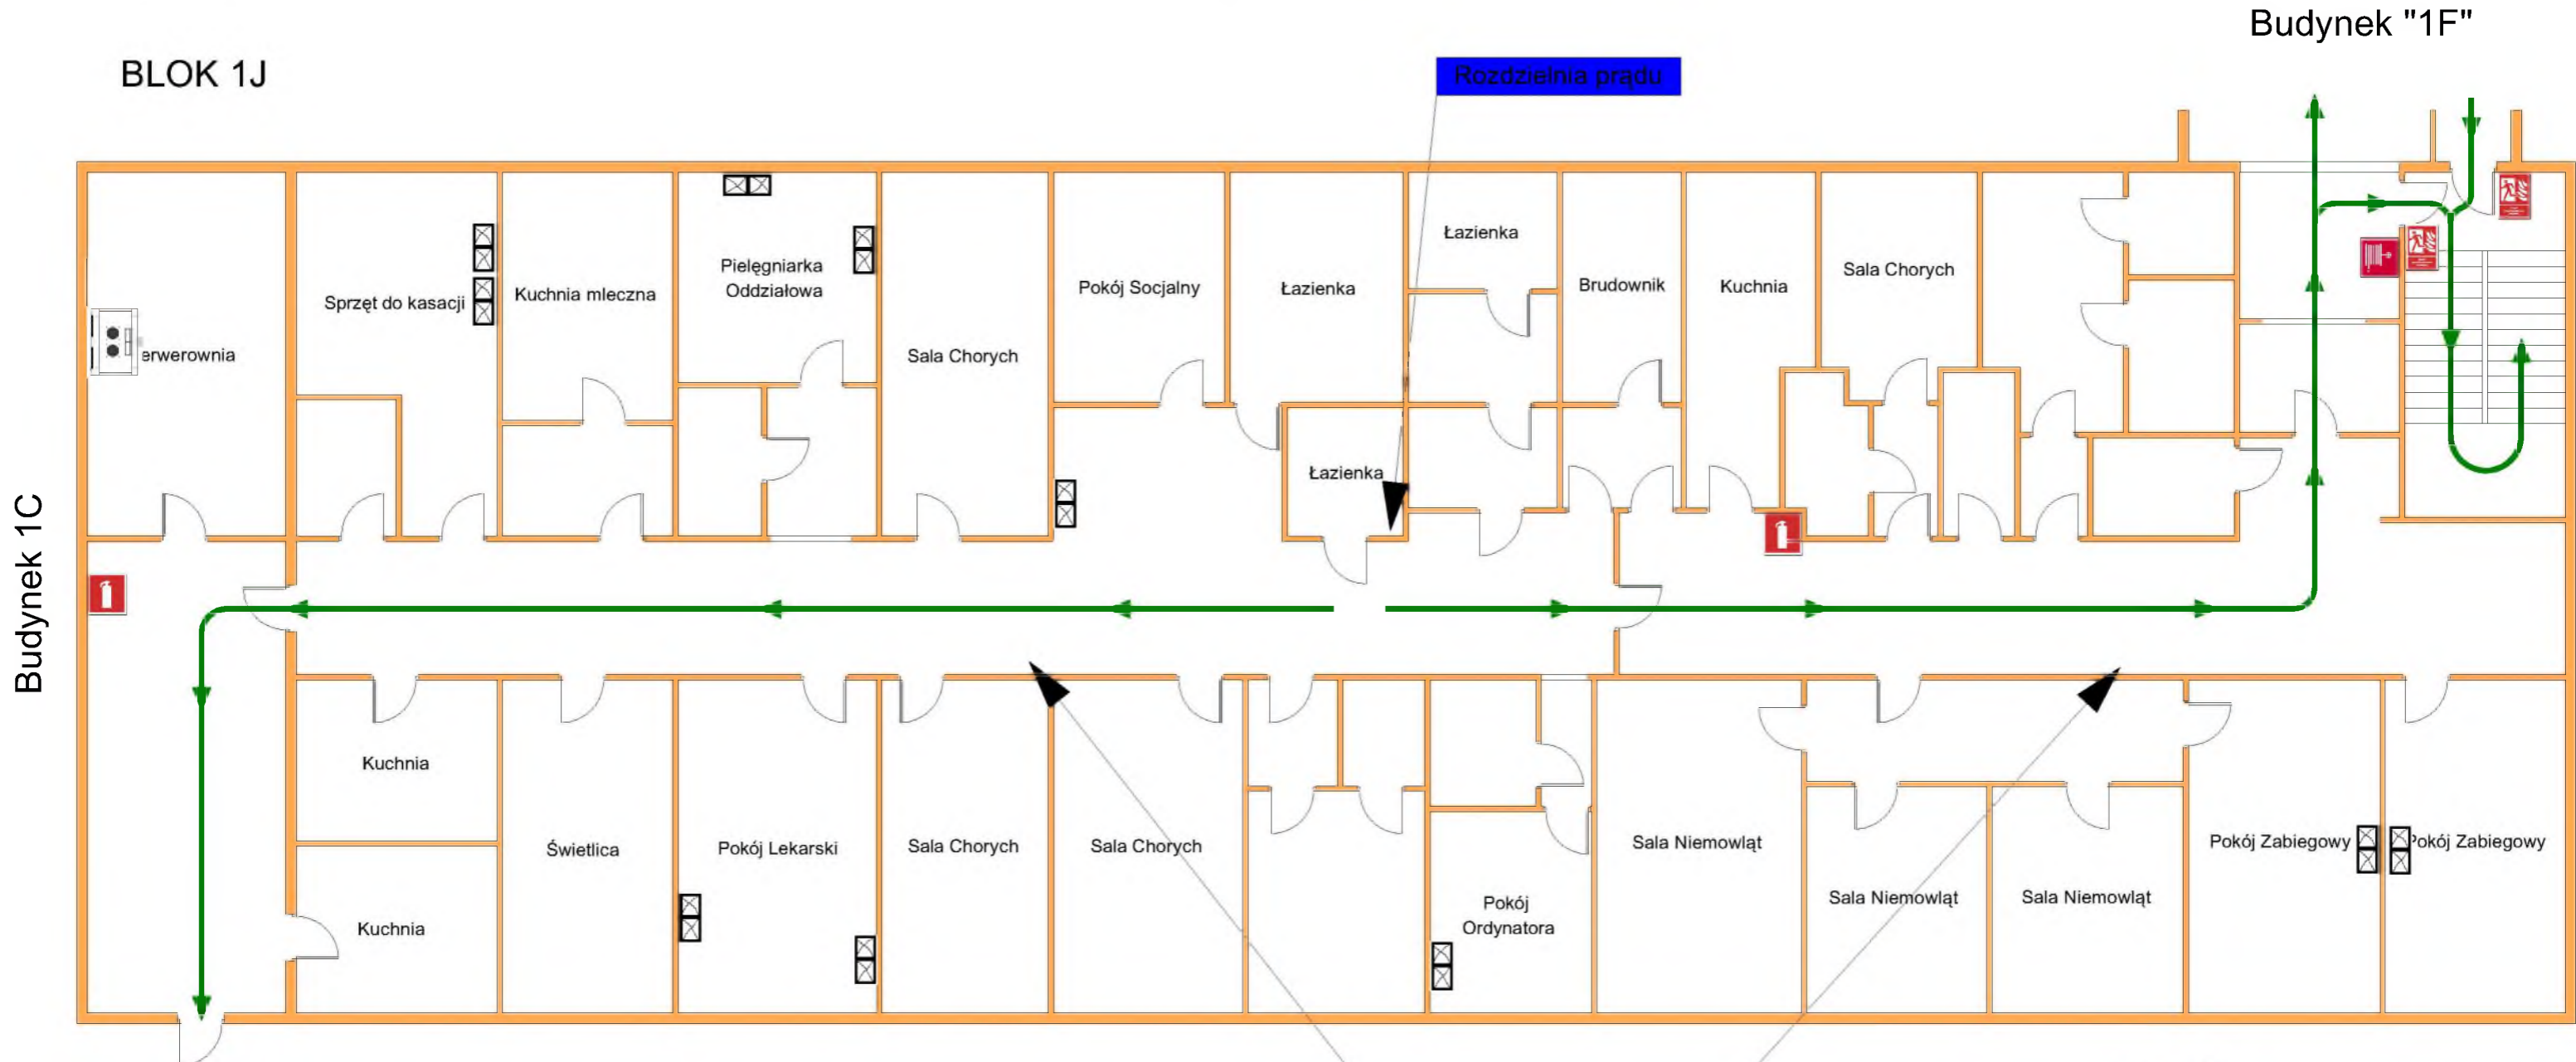 Budynek "1F"
BLOK 1J
Rozdzielnia prądu
Łazienka
Pielęgniarka
Oddziałowa
Sala Chorych
Brudownik
Kuchnia
Pokój Socjalny
Łazienka
Kuchnia mleczna
Sprzęt do kasacji
erwerownia
Sala Chorych
Łazienka
Budynek 1C
Kuchnia
Świetlica
Pokój Lekarski
Sala Chorych
Sala Chorych
Sala Niemowląt
Pokój Zabiegowy
okój Zabiegowy
Pokój
Ordynatora
Sala Niemowląt
Sala Niemowląt
Kuchnia